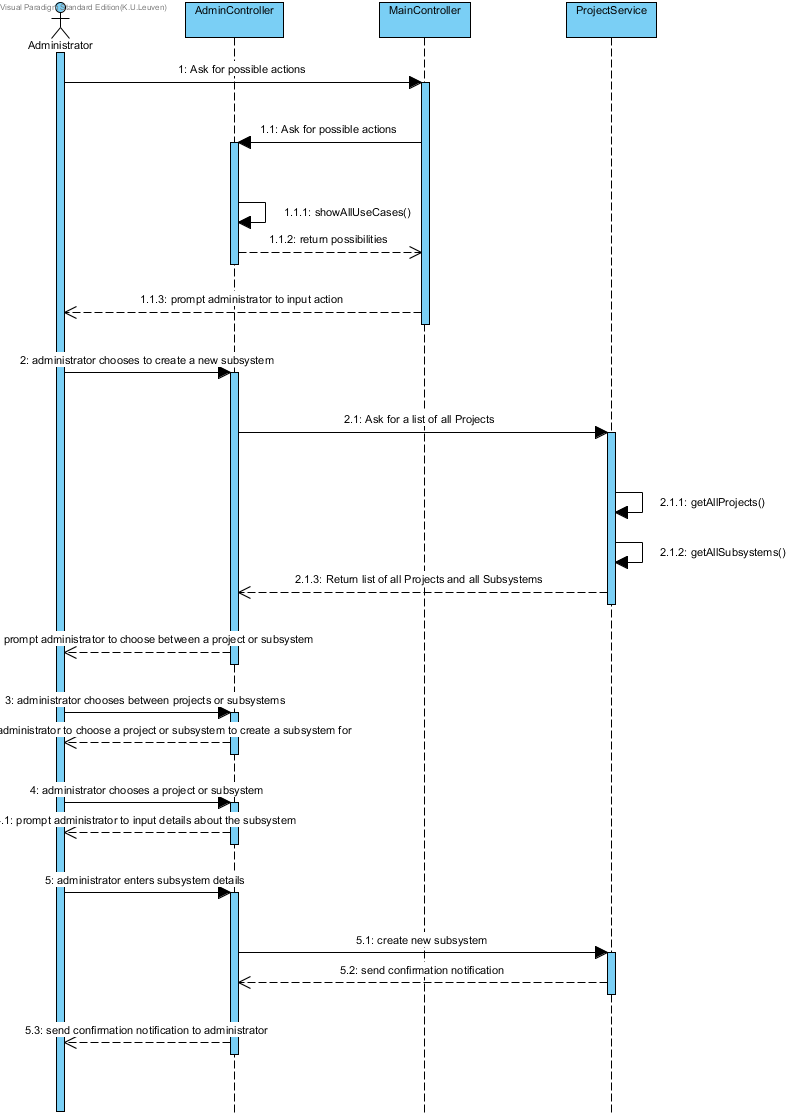 Visual Paradigm Standard Edition(K.U.Leuven)
AdminController
MainController
ProjectService
Administrator
1: Ask for possible actions
1.1: Ask for possible actions
1.1.1: showAllUseCases()
1.1.2: return possibilities
1.1.3: prompt administrator to input action
2: administrator chooses to create a new subsystem
2.1: Ask for a list of all Projects
2.1.1: getAllProjects()
2.1.2: getAllSubsystems()
2.1.3: Return list of all Projects and all Subsystems
prompt administrator to choose between a project or subsystem
3: administrator chooses between projects or subsystems
administrator to choose a project or subsystem to create a subsystem for
4: administrator chooses a project or subsystem
.1: prompt administrator to input details about the subsystem
5: administrator enters subsystem details
5.1: create new subsystem
5.2: send confirmation notification
5.3: send confirmation notification to administrator